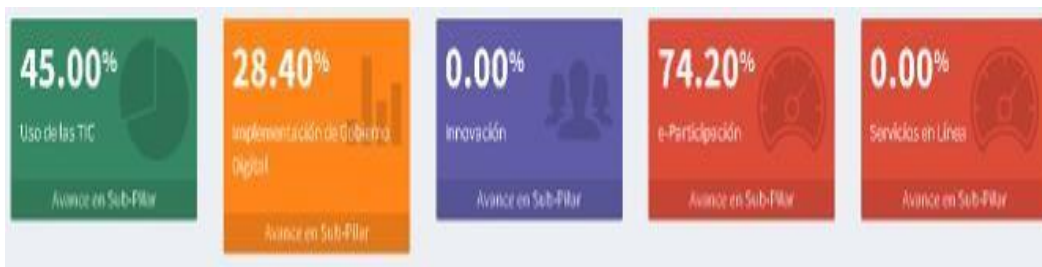 45.00%
Uso de las TIC
Avance en Sub-Pilar
28.40%
Implementación de Gobierno
Digital
Avance en Sub-Pilar
0.00%
Innovación
Avance en Sub-Pilar
74.20%
e-Participación
Avance en Sub-Pilar
0.00%
Servicios en Línea
Avance en Sub-Pilar